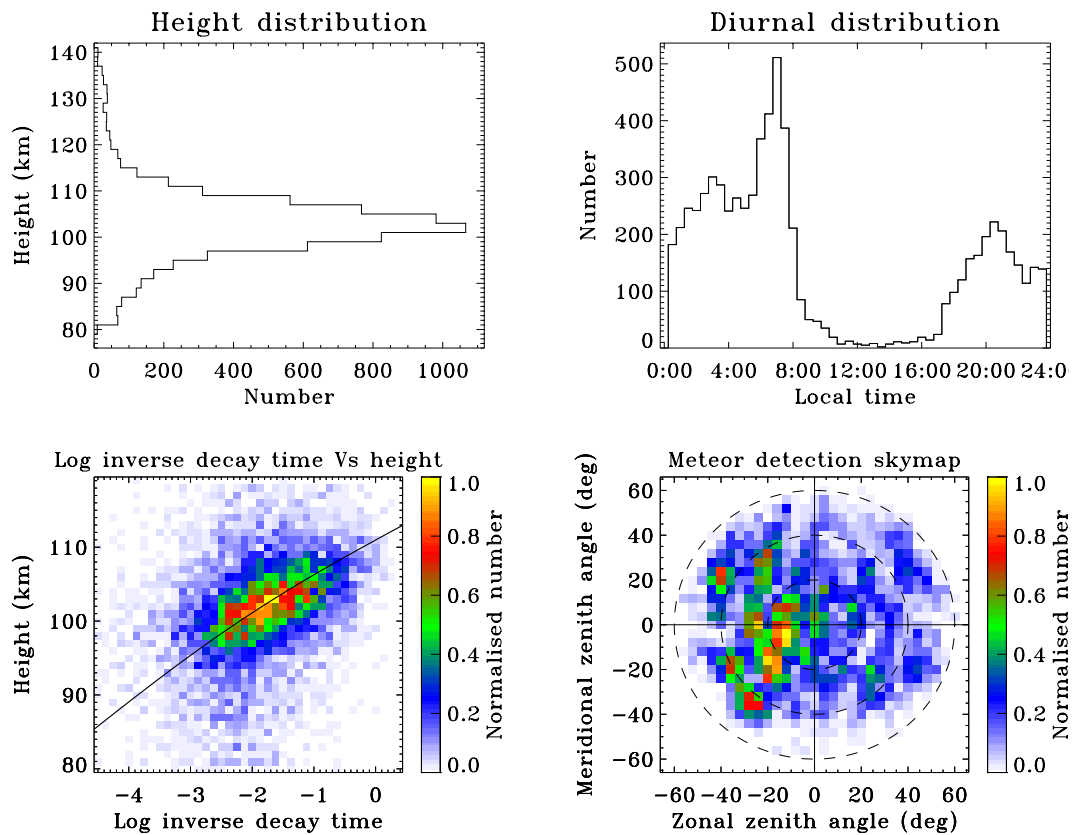 Height distribution
140
130
120
110
100
90
80
Height (km)
0 200 400 600 800 1000
Number
Diurnal distribution
500
400
300
200
100
0
Number
0:00 4:00 8:00 12:00 16:00 20:00 24:00
Local time
Log inverse decay time Vs height
110
100
90
80
Height (km)
-4 -3 -2 -1 0
Log inverse decay time
1.0
0.8
0.6
0.4
0.2
0.0
Normalised number
Meteor detection skymap
60
40
20
0
-20
-40
-60
Meridional zenith angle (deg)
-60 -40 -20 0 20 40 60
Zonal zenith angle (deg)
1.0
0.8
0.6
0.4
0.2
0.0
Normalised number